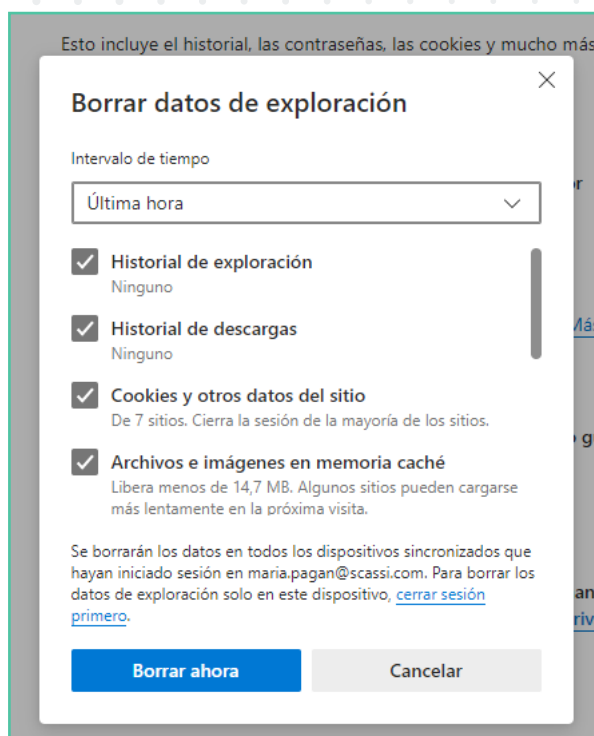 Esto incluye el historial, las contraseñas, las cookies y mucho más
Borrar datos de exploración
Intervalo de tiempo
Última hora
Historial de exploración
Ninguno
Historial de descargas
Ninguno
Cookies y otros datos del sitio
De 7 sitios. Cierra la sesión de la mayoría de los sitios.
Archivos e imágenes en memoria caché
Libera menos de 14,7 MB. Algunos sitios pueden cargarse
más lentamente en la próxima visita.
Se borrarán los datos en todos los dispositivos sincronizados que
hayan iniciado sesión en maria.pagan@scassi.com. Para borrar los
datos de exploración solo en este dispositivo, cerrar sesión
primero.
Borrar ahora
Cancelar